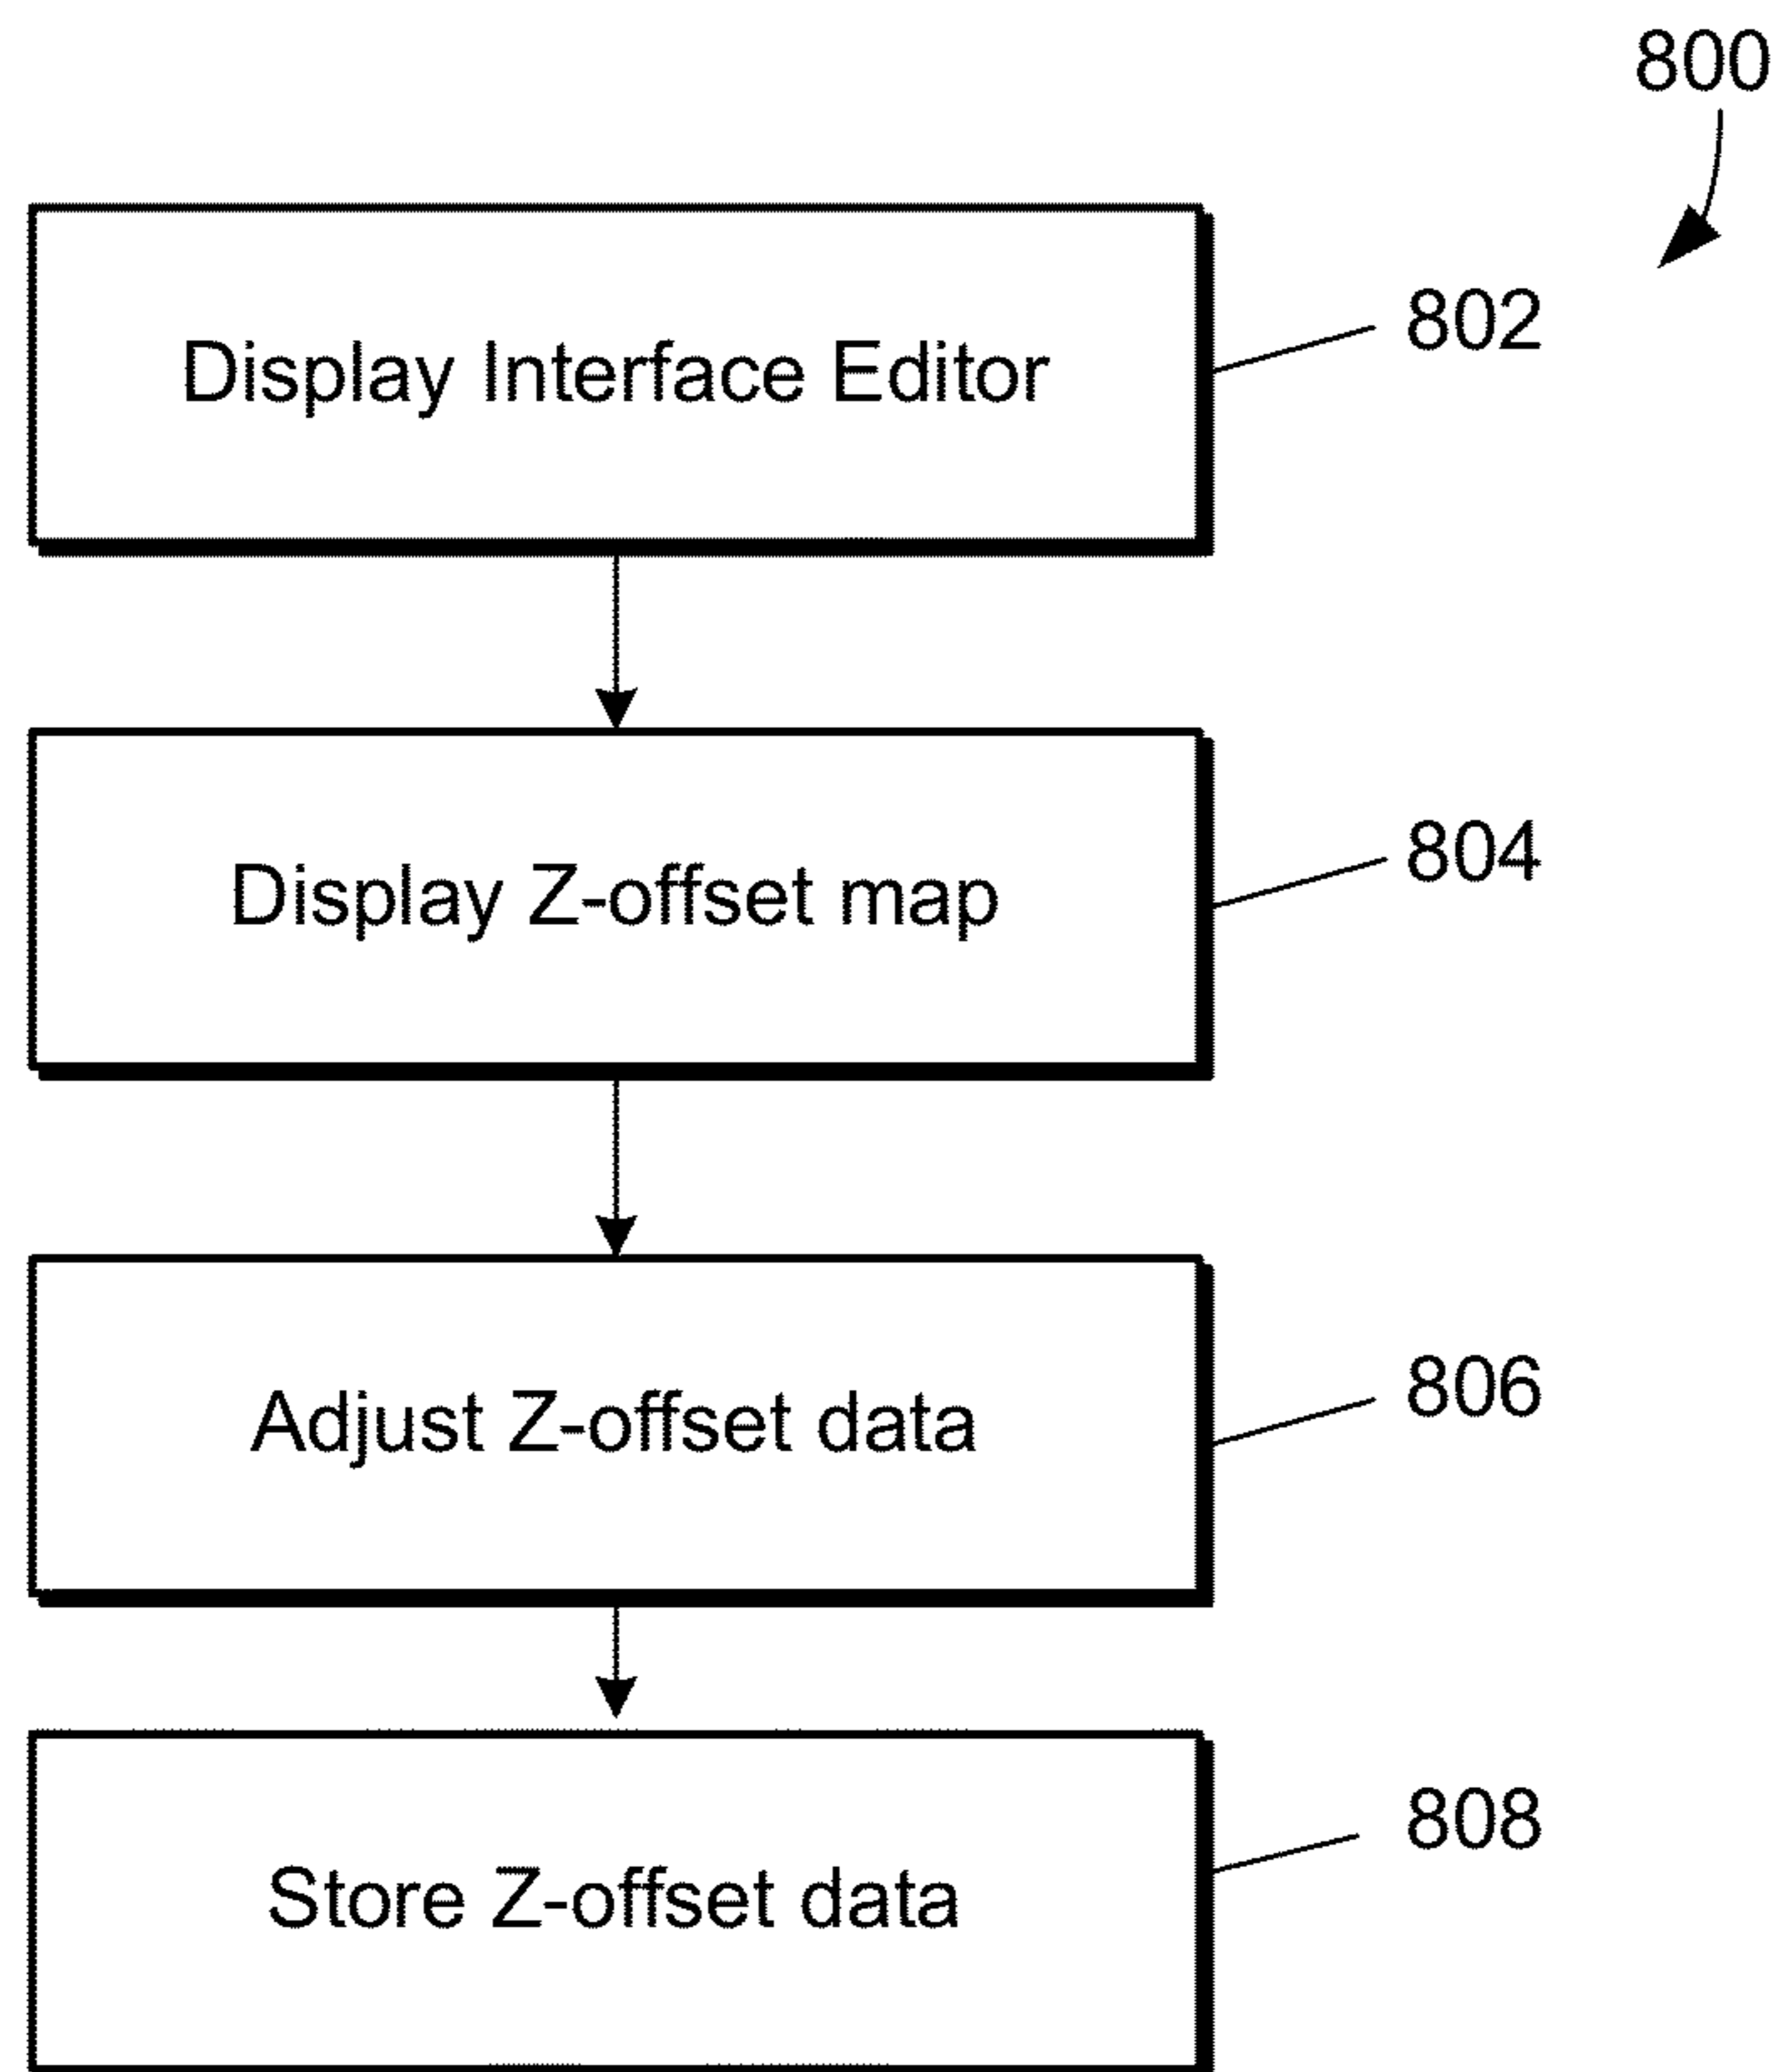 800
Display Interface Editor
802
Display Z-offset map
804
Adjust Z-offset data
806
Store Z-offset data
808